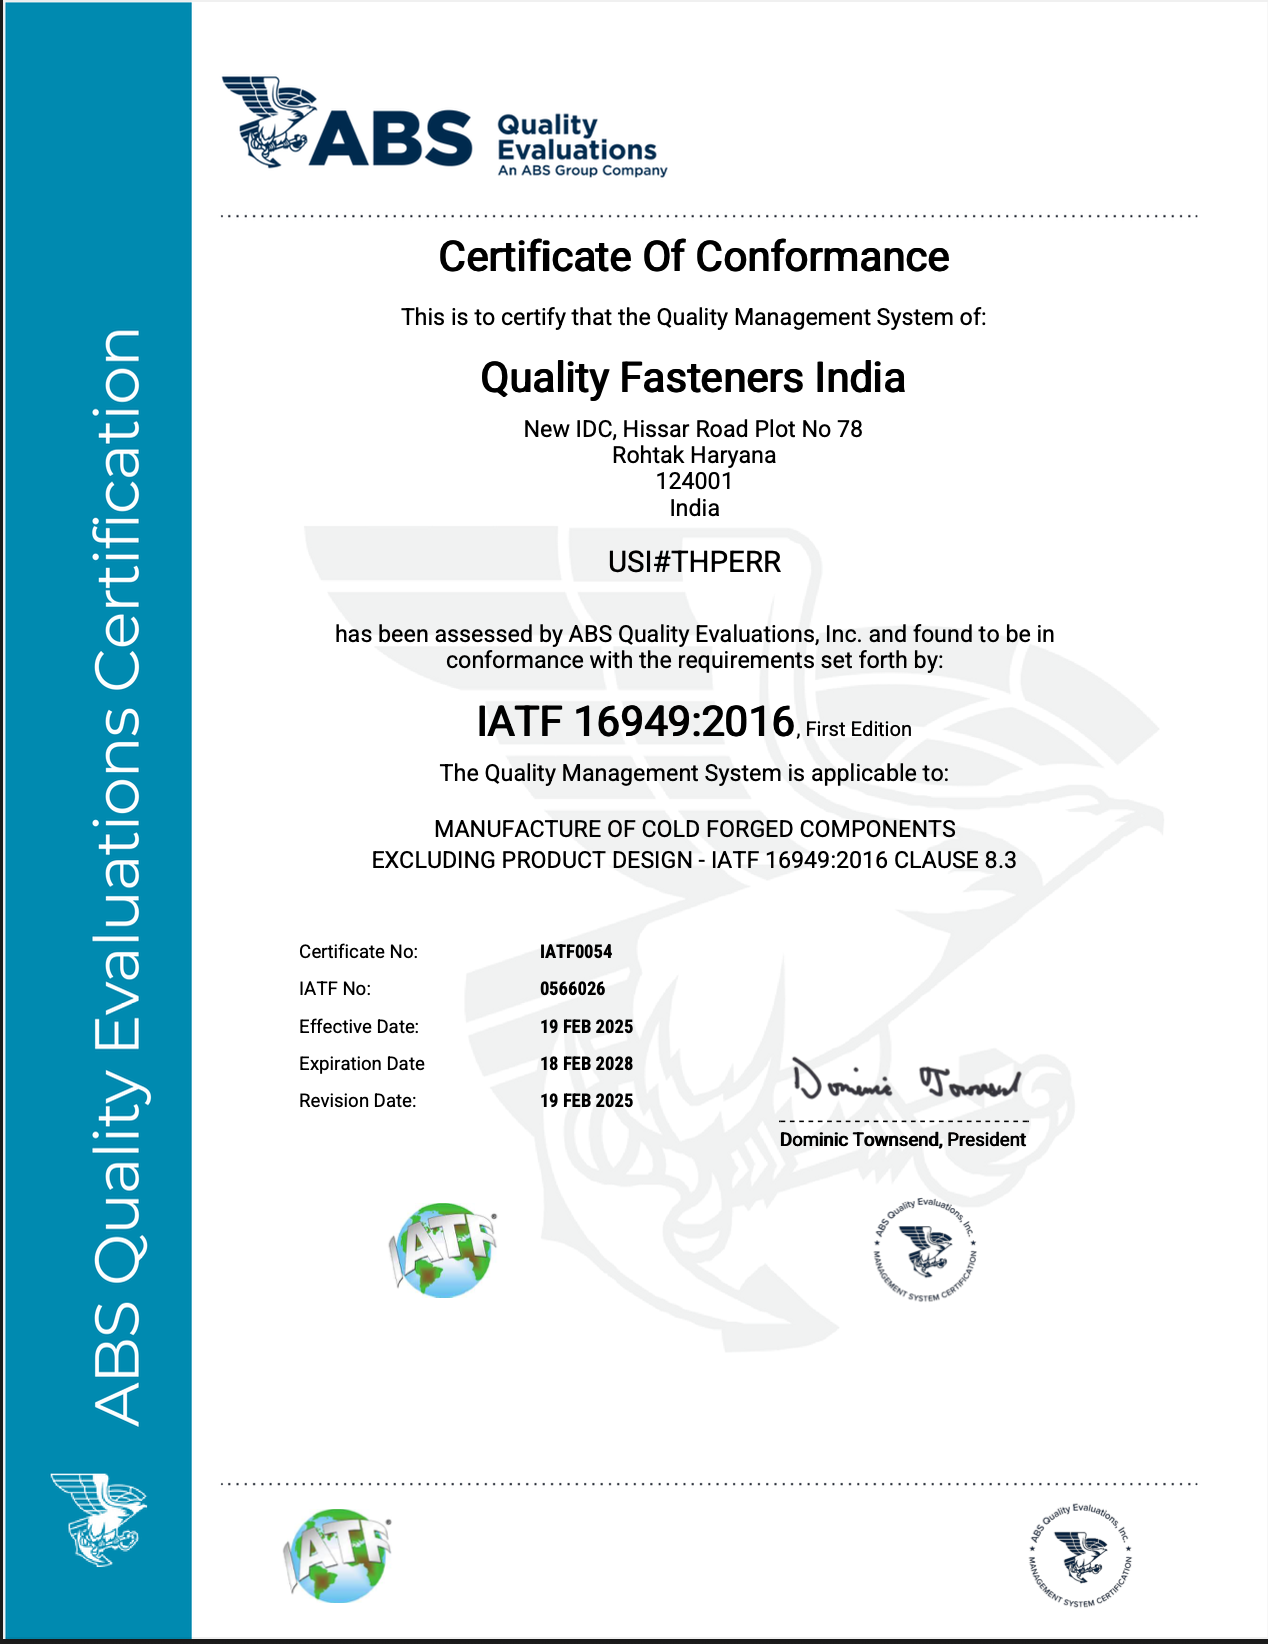 ABS Quality Evaluations Certification
ABS Quality
Evaluations
An ABS Group Company
Certificate Of Conformance
This is to certify that the Quality Management System of:
Quality Fasteners India
New IDC, Hissar Road Plot No 78
Rohtak Haryana
124001
India
USI#THPERR
has been assessed by ABS Quality Evaluations, Inc. and found to be in
conformance with the requirements set forth by:
IATF 16949:2016, First Edition
The Quality Management System is applicable to:
MANUFACTURE OF COLD FORGED COMPONENTS
EXCLUDING PRODUCT DESIGN - IATF 16949:2016 CLAUSE 8.3
Certificate No: IATF0054
IATF No: 0566026
Effective Date: 19 FEB 2025
Expiration Date 18 FEB 2028
Revision Date: 19 FEB 2025
Dominic Townsend
Dominic Townsend, President
IATF®
ABS Quality Evaluations, Inc.
★ MANAGEMENT SYSTEM CERTIFICATION ★
IATF®
ABS Quality Evaluations, Inc.
★ MANAGEMENT SYSTEM CERTIFICATION ★